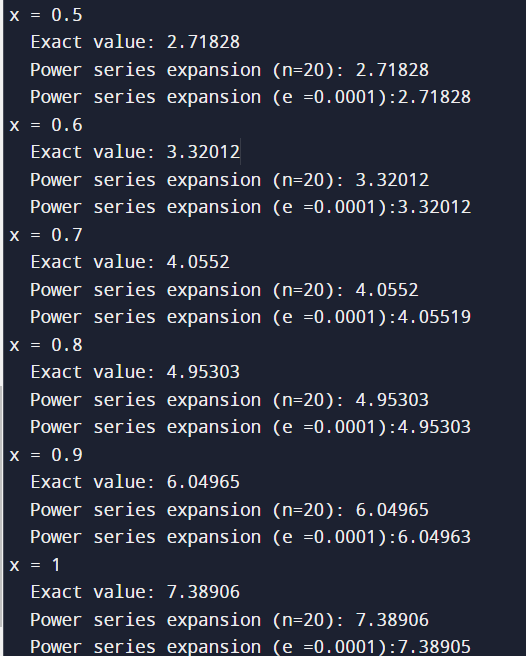 x = 0.5
Exact value: 2.71828
Power series expansion (n=20): 2.71828
Power series expansion (e =0.0001):2.71828
x = 0.6
Exact value: 3.32012
Power series expansion (n=20): 3.32012
Power series expansion (e =0.0001):3.32012
x = 0.7
Exact value: 4.0552
Power series expansion (n=20): 4.0552
Power series expansion (e =0.0001):4.05519
x = 0.8
Exact value: 4.95303
Power series expansion (n=20): 4.95303
Power series expansion (e =0.0001):4.95303
x = 0.9
Exact value: 6.04965
Power series expansion (n=20): 6.04965
Power series expansion (e =0.0001):6.04963
x = 1
Exact value: 7.38906
Power series expansion (n=20): 7.38906
Power series expansion (e =0.0001):7.38905